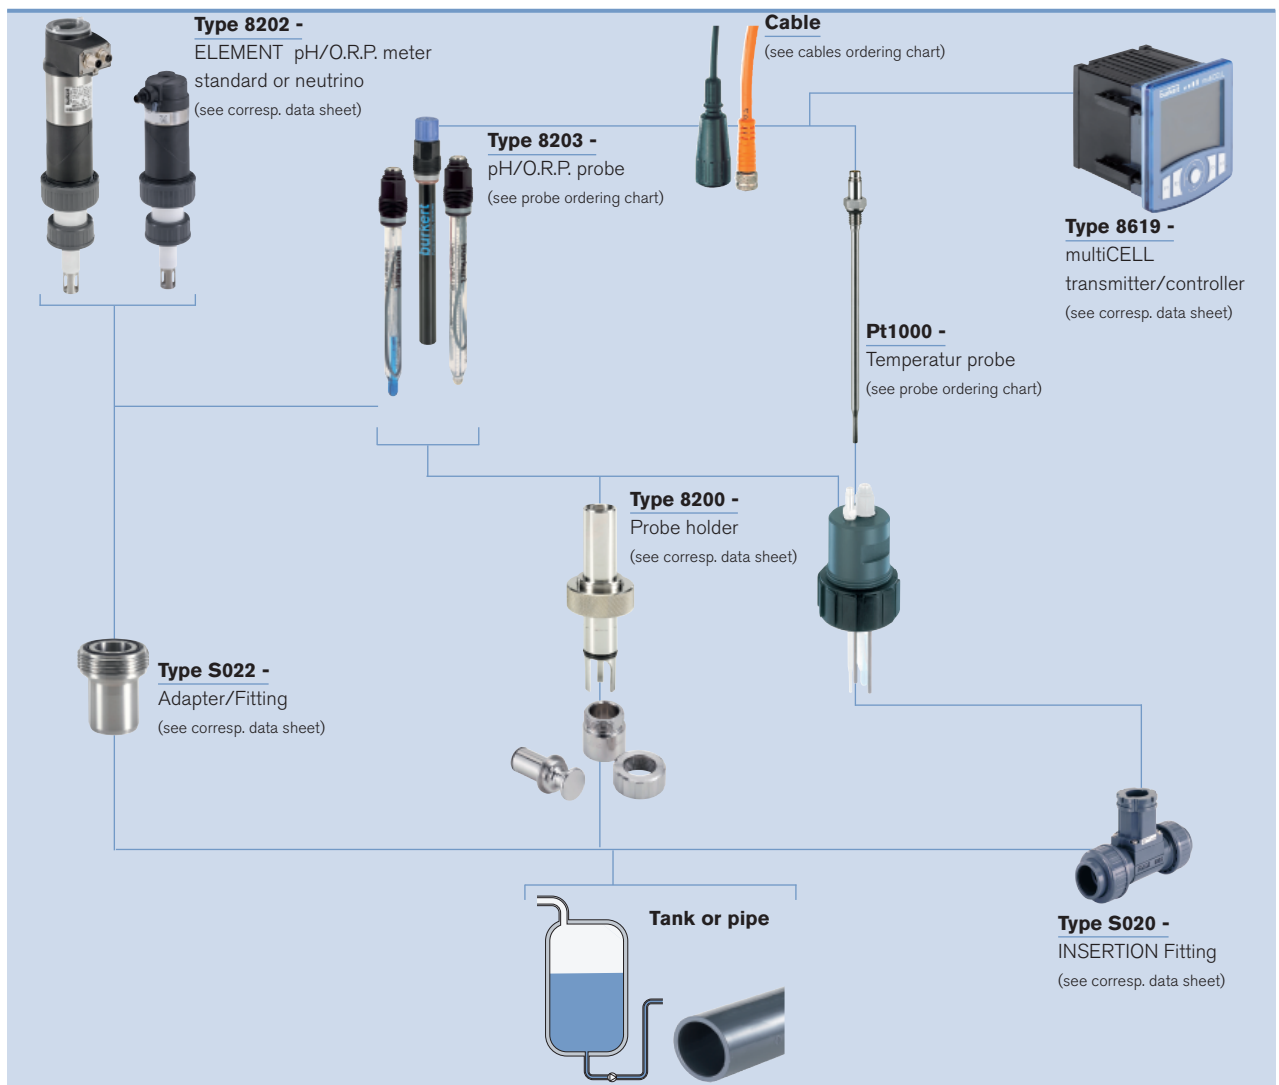 Type 8202 -
ELEMENT pH/O.R.P. meter
standard or neutrino
(see corresp. data sheet)
Cable
(see cables ordering chart)
Type 8203 -
pH/O.R.P. probe
(see probe ordering chart)
burkert
Type 8619 -
multiCELL
transmitter/controller
(see corresp. data sheet)
Pt1000 -
Temperatur probe
(see probe ordering chart)
Type 8200 -
Probe holder
(see corresp. data sheet)
Type S022 -
Adapter/Fitting
(see corresp. data sheet)
Type S020 -
INSERTION Fitting
(see corresp. data sheet)
Tank or pipe